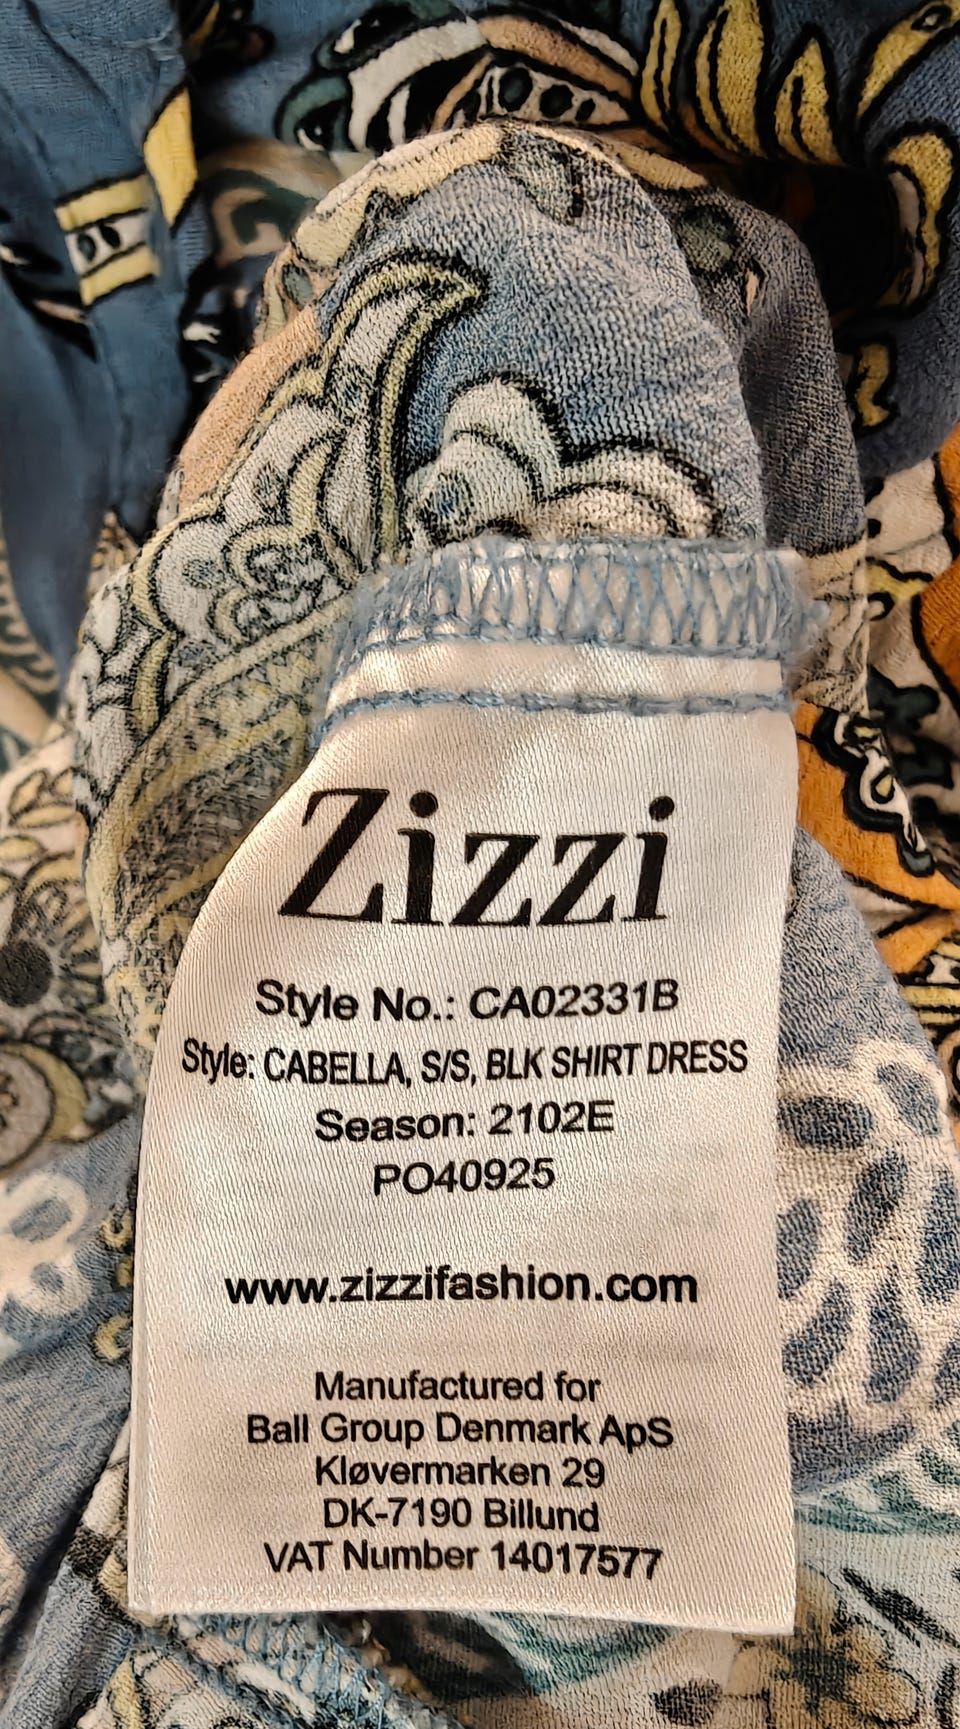 Zizzi
Style No.: CA02331B
Style: CABELLA, S/S, BLK SHIRT DRESS
Season: 2102E
PO40925
www.zizzifashion.com
Manufactured for
Ball Group Denmark ApS
Kløvermarken 29
DK-7190 Billund
VAT Number 14017577